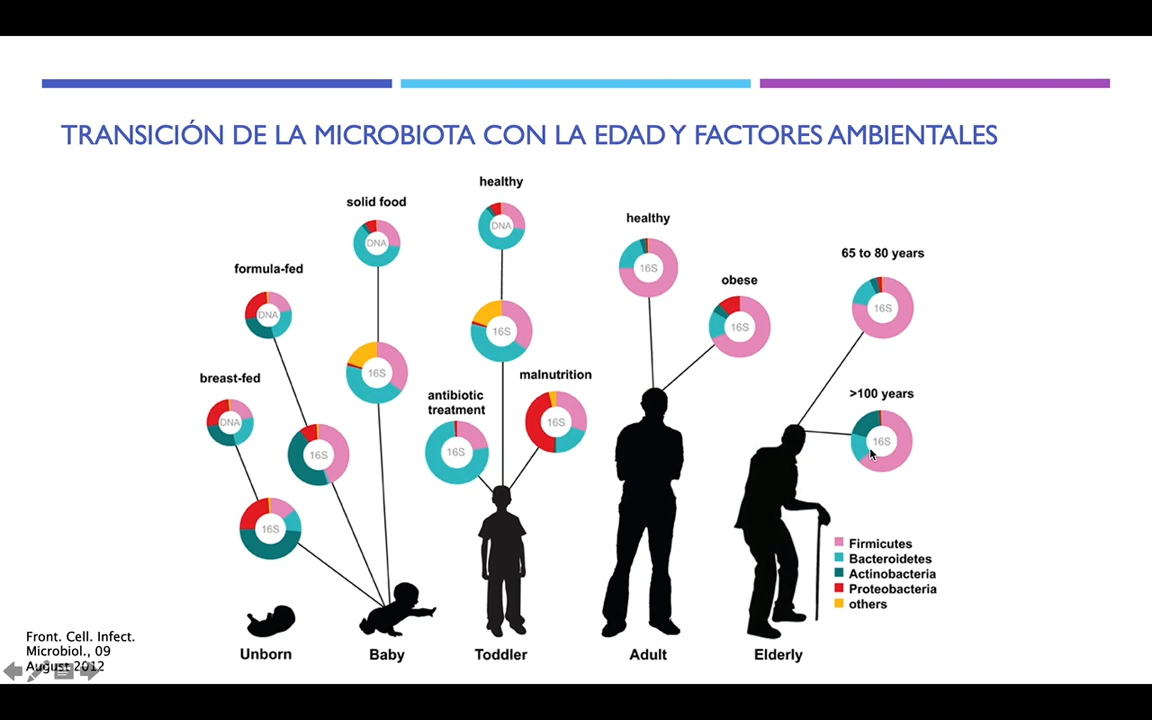 TRANSICIÓN DE LA MICROBIOTA CON LA EDAD Y FACTORES AMBIENTALES
healthy
DNA
solid food
DNA
healthy
16S
65 to 80 years
16S
formula-fed
DNA
obese
16S
16S
breast-fed
DNA
16S
antibiotic
treatment
16S
malnutrition
16S
>100 years
16S
16S
16S
Firmicutes
Bacteroidetes
Actinobacteria
Proteobacteria
others
Front. Cell. Infect.
Microbiol., 09
August 2012
Unborn
Baby
Toddler
Adult
Elderly